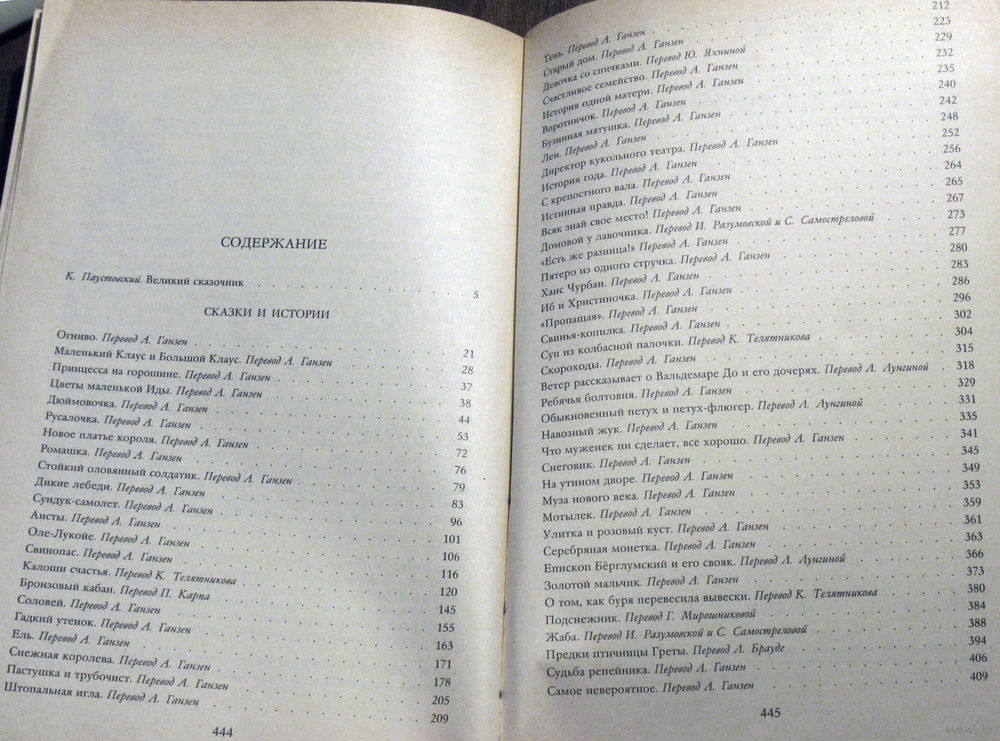 СОДЕРЖАНИЕ
К. Паустовский. Великий сказочник 5
СКАЗКИ И ИСТОРИИ
Огниво. Перевод А. Ганзен 21
Маленький Клаус и Большой Клаус. Перевод А. Ганзен 28
Принцесса на горошине. Перевод А. Ганзен 37
Цветы маленькой Иды. Перевод А. Ганзен 38
Дюймовочка. Перевод А. Ганзен 44
Русалочка. Перевод А. Ганзен 53
Новое платье короля. Перевод А. Ганзен 72
Ромашка. Перевод А. Ганзен 76
Стойкий оловянный солдатик. Перевод А. Ганзен 79
Дикие лебеди. Перевод А. Ганзен 83
Сундук-самолет. Перевод А. Ганзен 96
Аисты. Перевод А. Ганзен 101
Оле-Лукойе. Перевод А. Ганзен 106
Свинопас. Перевод А. Ганзен 116
Калоши счастья. Перевод К. Телятникова 120
Бронзовый кабан. Перевод П. Карпа 145
Соловей. Перевод А. Ганзен 155
Гадкий утенок. Перевод А. Ганзен 163
Ель. Перевод А. Ганзен 171
Снежная королева. Перевод А. Ганзен 178
Пастушка и трубочист. Перевод А. Ганзен 205
Штопальная игла. Перевод А. Ганзен 209
444
Тень. Перевод А. Ганзен 212
Старый дом. Перевод А. Ганзен 223
Девочка со спичками. Перевод Ю. Яхниной 229
Счастливое семейство. Перевод А. Ганзен 232
История одной матери. Перевод А. Ганзен 235
Воротничок. Перевод А. Ганзен 240
Бузинная матушка. Перевод А. Ганзен 242
Лен. Перевод А. Ганзен 248
Директор кукольного театра. Перевод А. Ганзен 252
История года. Перевод А. Ганзен 256
С крепостного вала. Перевод А. Ганзен 264
Истинная правда. Перевод А. Ганзен 265
Всяк знай свое место! Перевод А. Ганзен 267
Домовой у лавочника. Перевод И. Разумовской и С. Самостреловой 273
«Есть же разница!» Перевод А. Ганзен 277
Пятеро из одного стручка. Перевод А. Ганзен 280
Ханс Чурбан. Перевод А. Ганзен 283
Иб и Христиночка. Перевод А. Ганзен 286
«Пропащая». Перевод А. Ганзен 296
Свинья-копилка. Перевод А. Ганзен 302
Суп из колбасной палочки. Перевод К. Телятникова 304
Скороходы. Перевод А. Ганзен 315
Ветер рассказывает о Вальдемаре До и его дочерях. Перевод Л. Лунгиной 318
Ребячья болтовня. Перевод А. Ганзен 329
Обыкновенный петух и петух-флюгер. Перевод Л. Лунгиной 331
Навозный жук. Перевод А. Ганзен 335
Что муженек ни сделает, все хорошо. Перевод А. Ганзен 341
Снеговик. Перевод А. Ганзен 345
На утином дворе. Перевод А. Ганзен 349
Муза нового века. Перевод А. Ганзен 353
Мотылек. Перевод А. Ганзен 359
Улитка и розовый куст. Перевод А. Ганзен 361
Серебряная монетка. Перевод А. Ганзен 363
Епископ Бёрглумский и его свояк. Перевод Л. Лунгиной 366
Золотой мальчик. Перевод А. Ганзен 373
О том, как буря перевесила вывески. Перевод К. Телятникова 380
Подснежник. Перевод Г. Мирошниковой 384
Жаба. Перевод И. Разумовской и С. Самостреловой 388
Предки птичницы Греты. Перевод Л. Брауде 394
Судьба репейника. Перевод А. Ганзен 406
Самое невероятное. Перевод А. Ганзен 409
445
www.ay.by